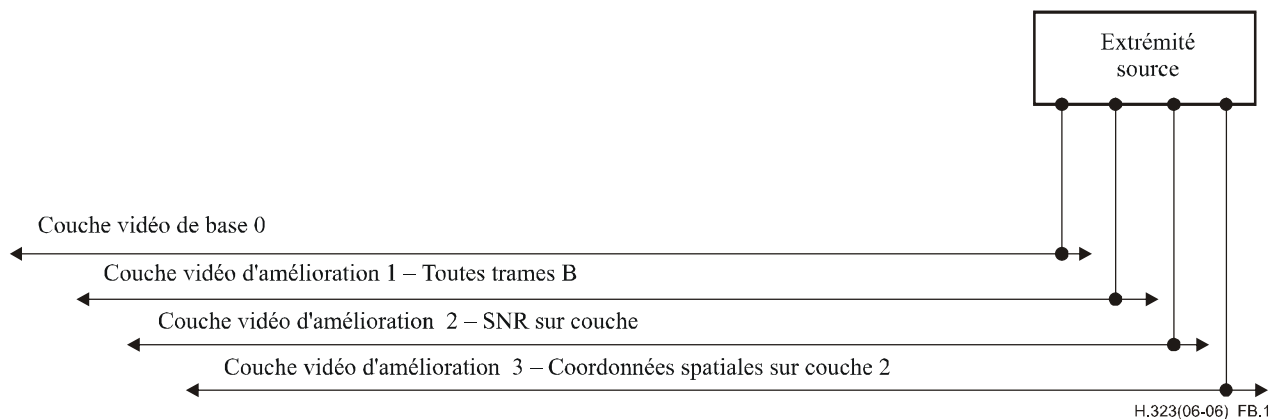 Extrémité
source
Couche vidéo de base 0
Couche vidéo d'amélioration 1 – Toutes trames B
Couche vidéo d'amélioration 2 – SNR sur couche
Couche vidéo d'amélioration 3 – Coordonnées spatiales sur couche 2
H.323(06-06)_FB.1